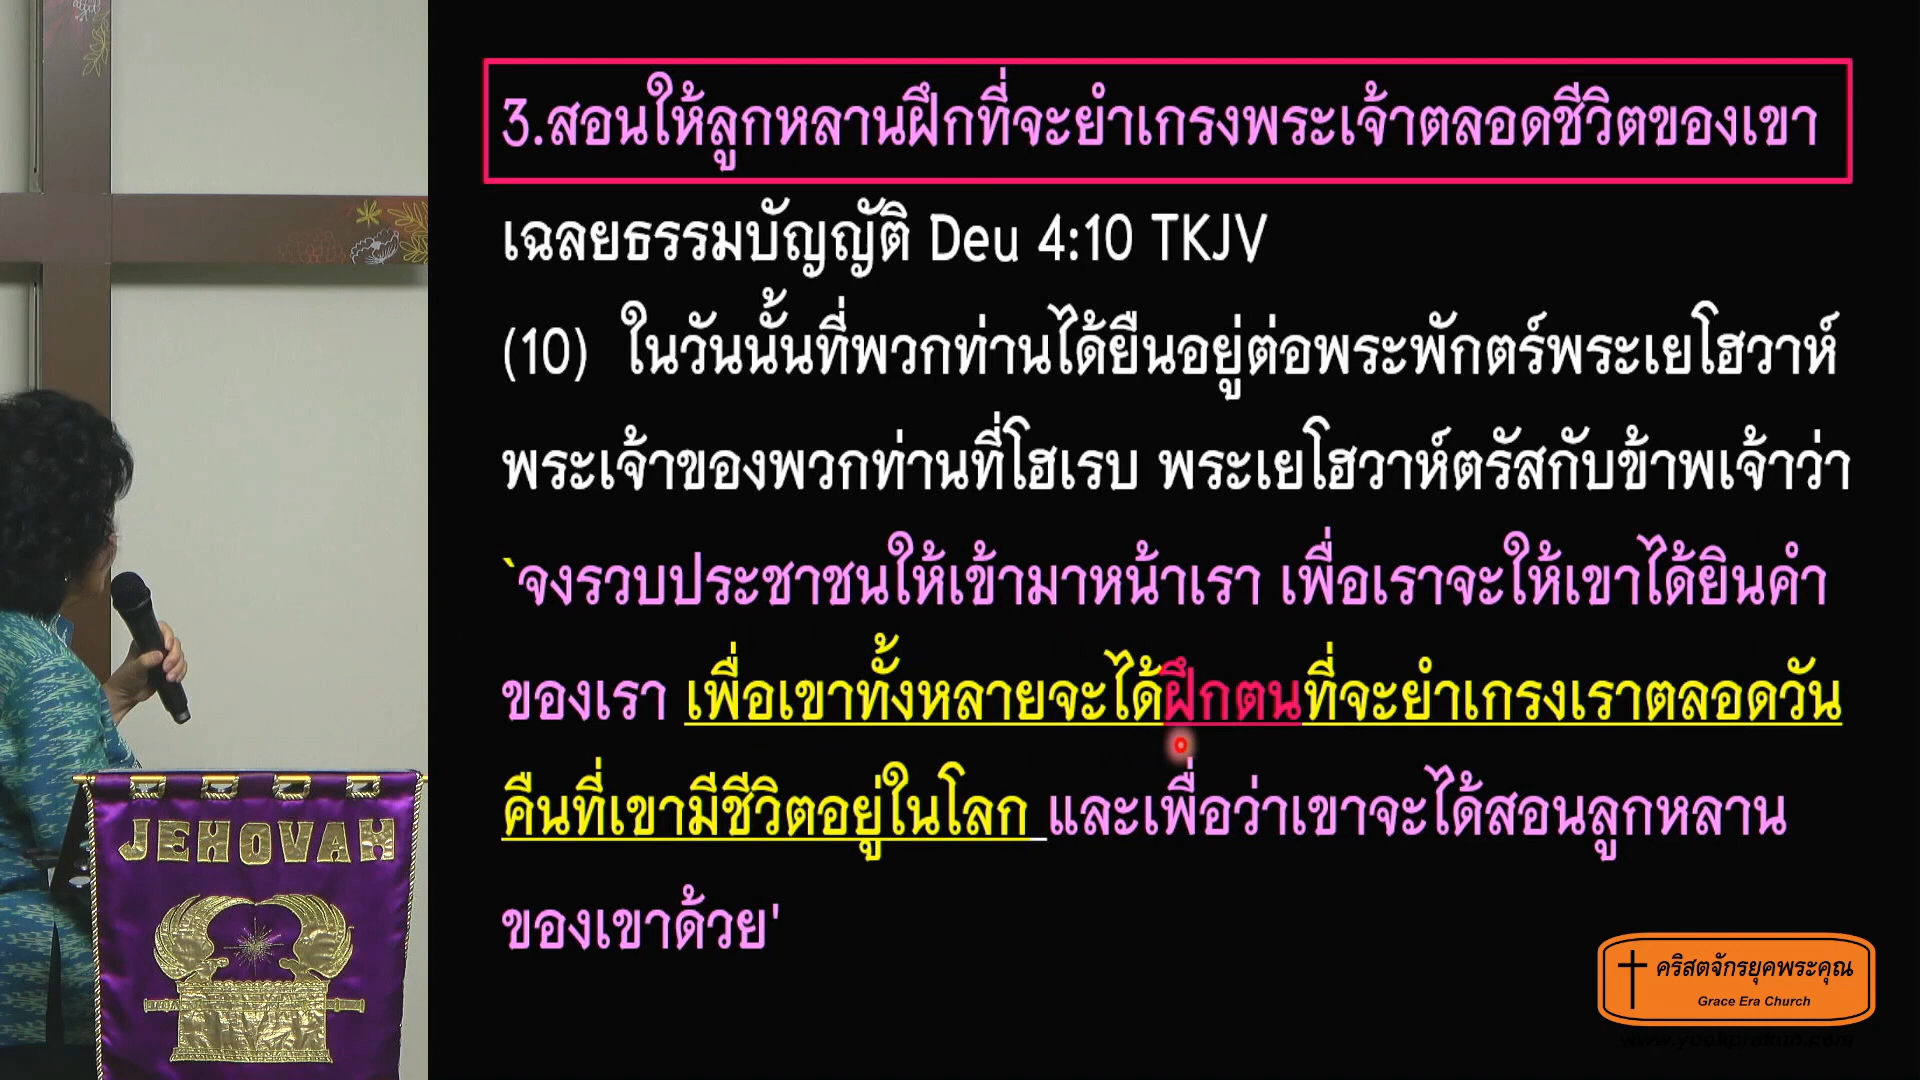 3.สอนให้ลูกหลานฝึกที่จะยำเกรงพระเจ้าตลอดชีวิตของเขา
เฉลยธรรมบัญญัติ Deu 4:10 TKJV
(10) ในวันนั้นที่พวกท่านได้ยืนอยู่ต่อพระพักตร์พระเยโฮวาห์
พระเจ้าของพวกท่านที่โฮเรบ พระเยโฮวาห์ตรัสกับข้าพเจ้าว่า
`จงรวบประชาชนให้เข้ามาหน้าเรา เพื่อเราจะให้เขาได้ยินคำ
ของเรา เพื่อเขาทั้งหลายจะได้ฝึกตนที่จะยำเกรงเราตลอดวัน
คืนที่เขามีชีวิตอยู่ในโลก และเพื่อว่าเขาจะได้สอนลูกหลาน
ของเขาด้วย'
JEHOVAH
คริสตจักรยุคพระคุณ
Grace Era Church